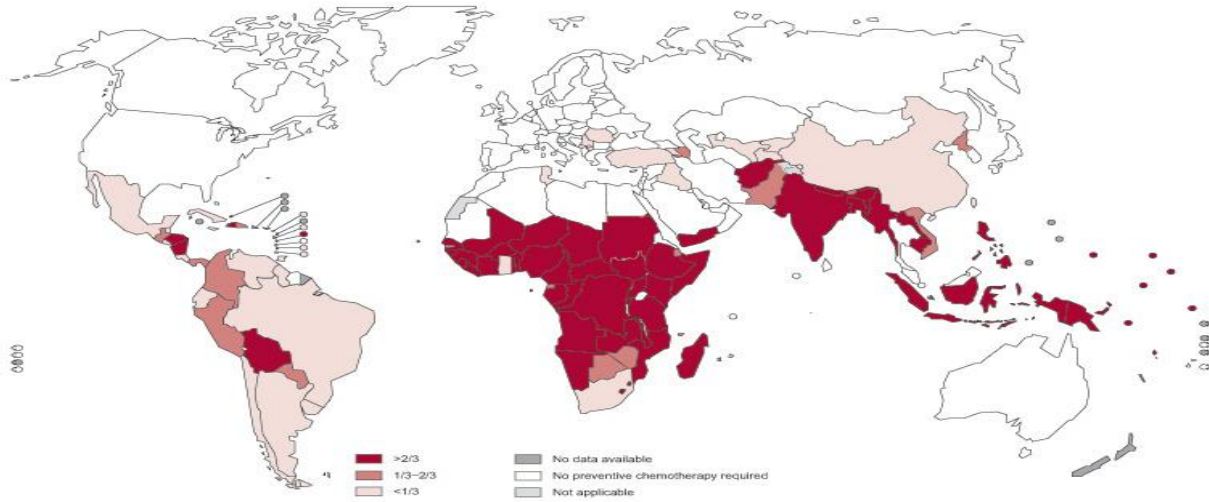 >2/3
1/3–2/3
<1/3
No data available
No preventive chemotherapy required
Not applicable